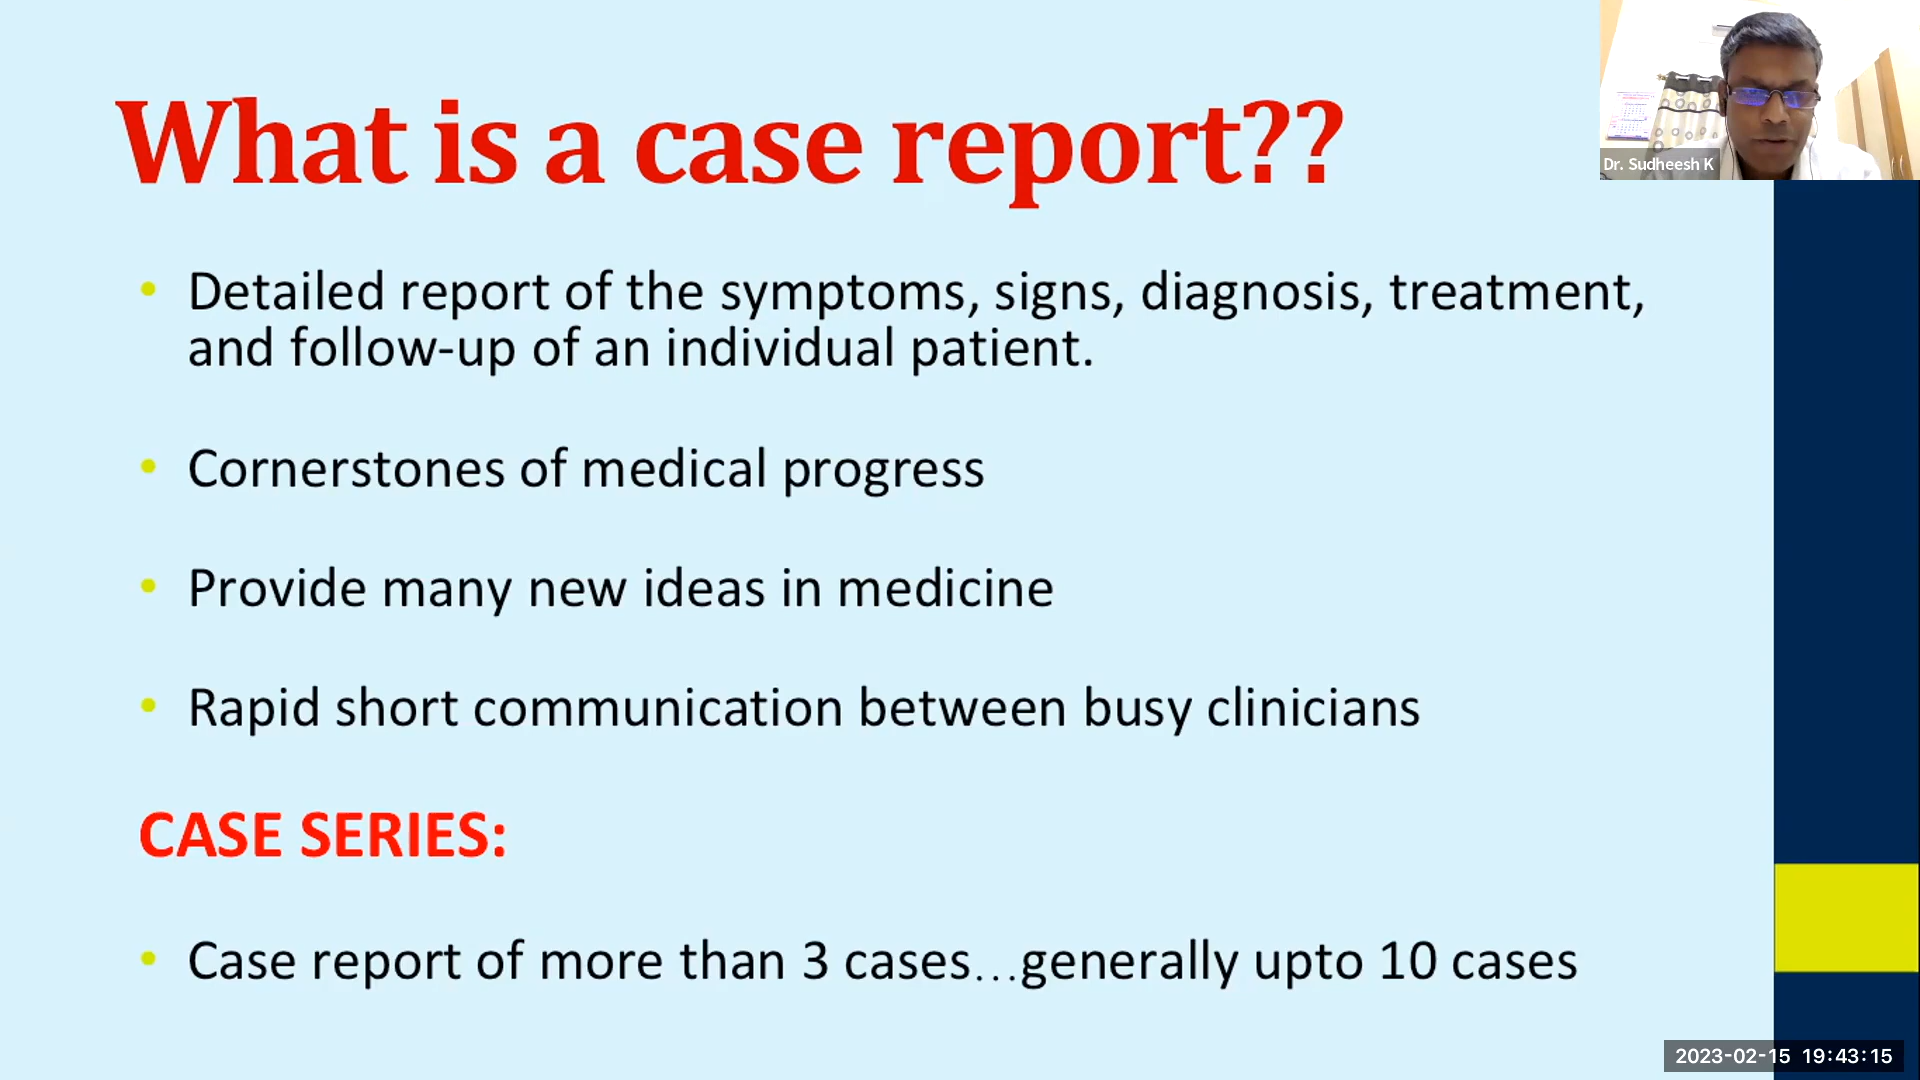 What is a case report??
Dr. Sudheesh K
• Detailed report of the symptoms, signs, diagnosis, treatment,
and follow-up of an individual patient.
• Cornerstones of medical progress
• Provide many new ideas in medicine
• Rapid short communication between busy clinicians
CASE SERIES:
• Case report of more than 3 cases...generally upto 10 cases
2023-02-15 19:43:15